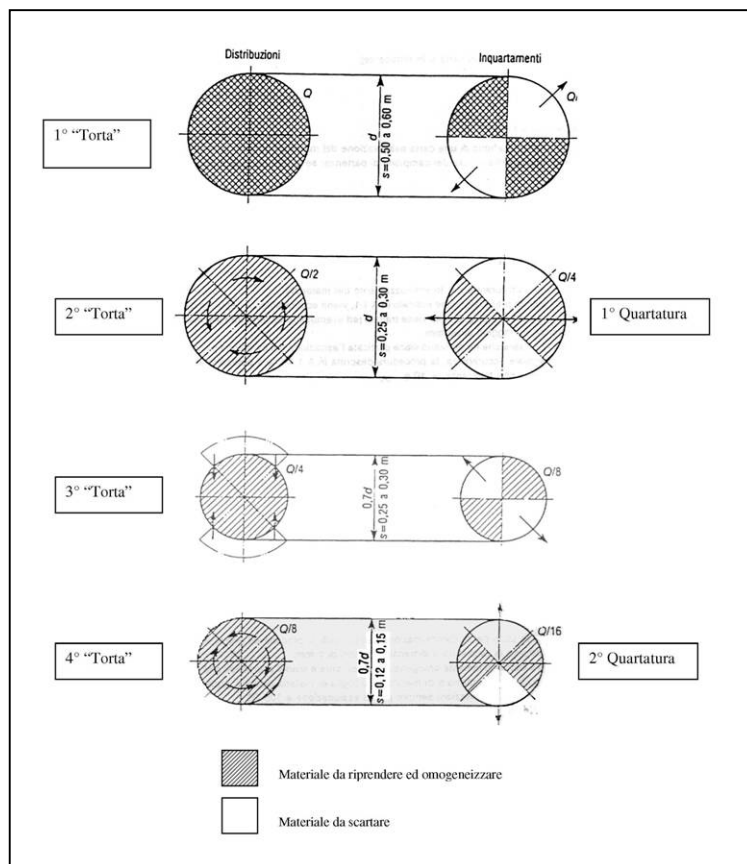 Distribuzioni
Inquartamenti
1° “Torta”
Q
d
s=0,50 a 0,60 m
2° “Torta”
Q/2
d
s=0,25 a 0,30 m
Q/4
1° Quartatura
3° “Torta”
Q/4
0,7d
s=0,25 a 0,30 m
Q/8
4° “Torta”
Q/8
0,7d
s=0,12 a 0,15 m
Q/16
2° Quartatura
Materiale da riprendere ed omogeneizzare
Materiale da scartare